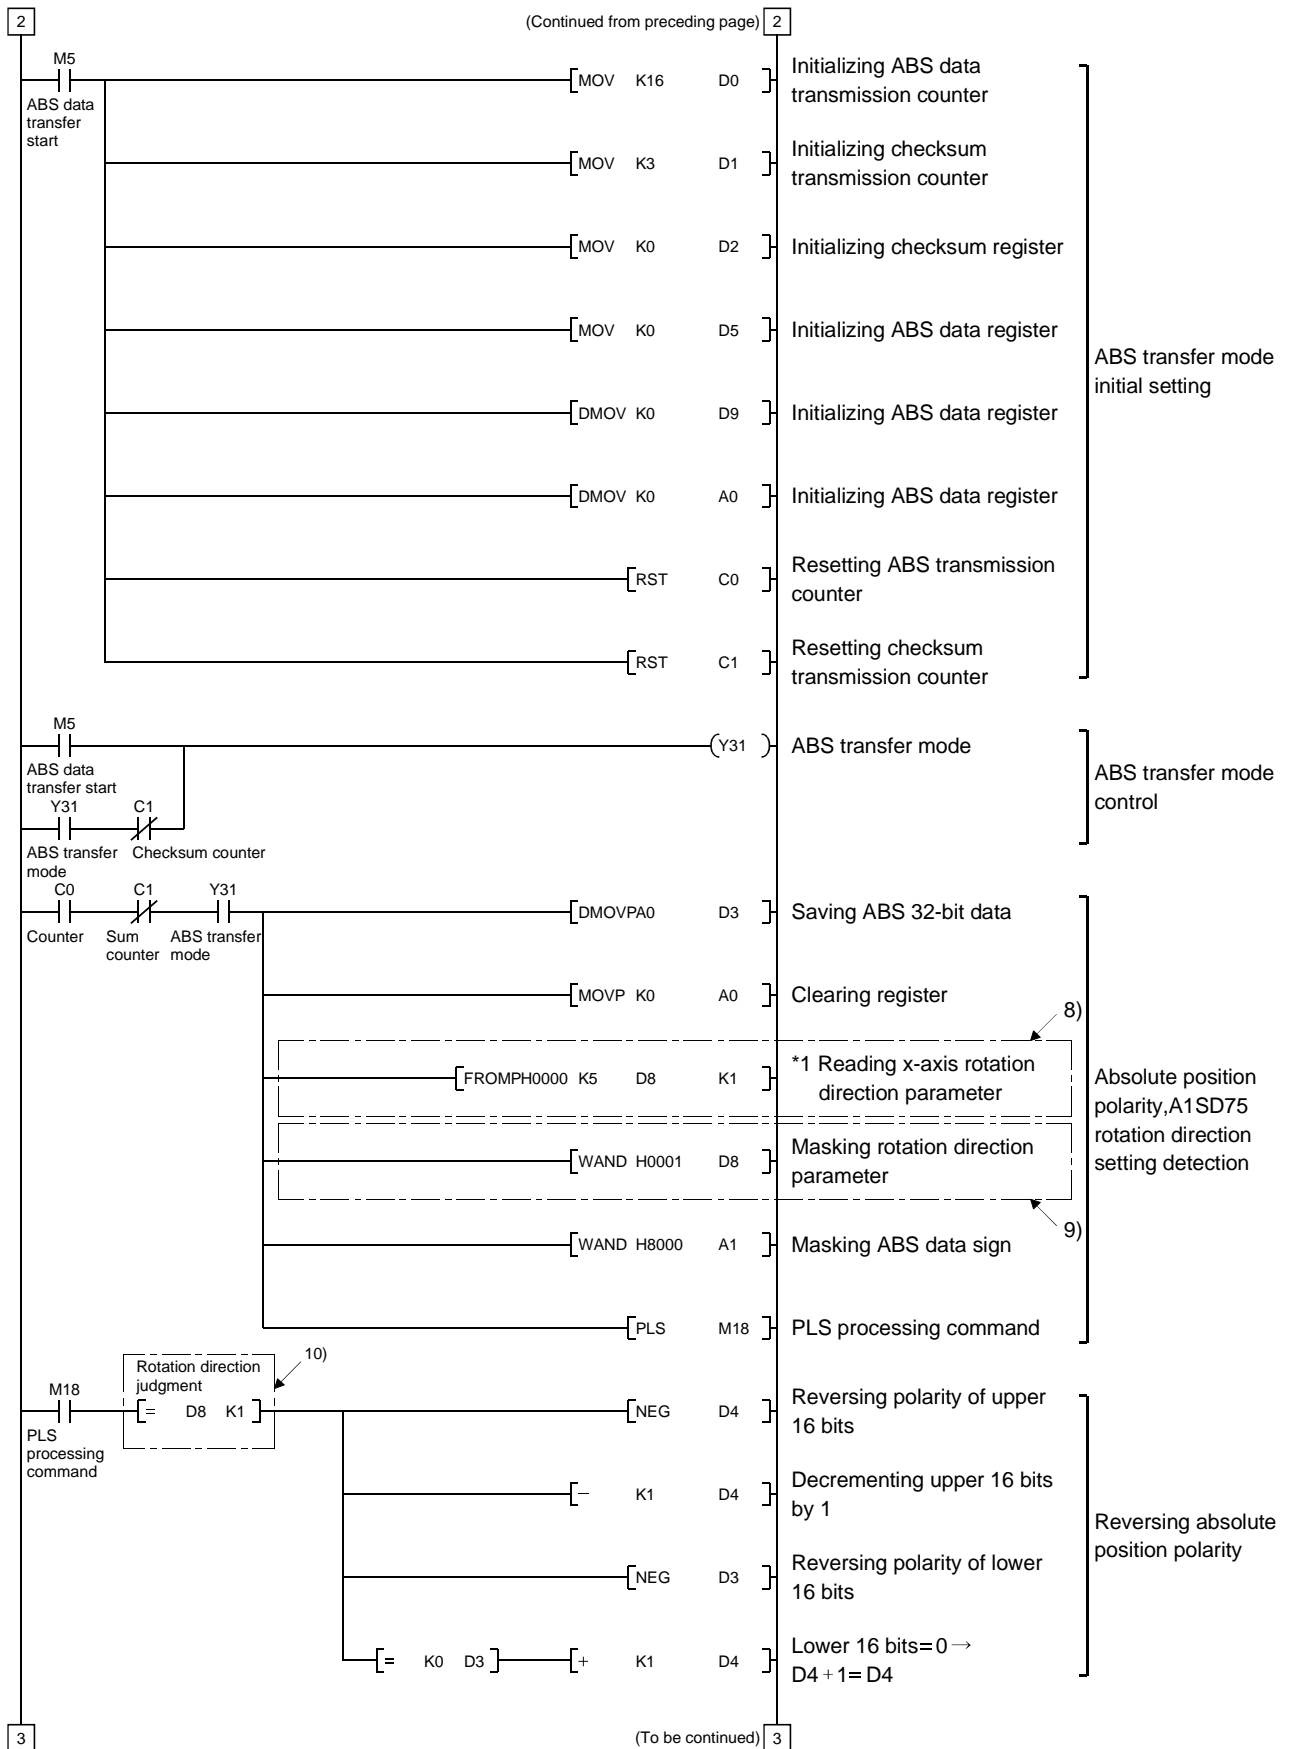 2 (Continued from preceding page) 2
M5
ABS data
transfer
start
MOV K16 D0
Initializing ABS data
transmission counter
MOV K3 D1
Initializing checksum
transmission counter
MOV K0 D2
Initializing checksum register
MOV K0 D5
Initializing ABS data register
DMOV K0 D9
Initializing ABS data register
DMOV K0 A0
Initializing ABS data register
RST C0
Resetting ABS transmission
counter
RST C1
Resetting checksum
transmission counter
ABS transfer mode
initial setting
M5
ABS data
transfer start
Y31
ABS transfer mode
Y31 C1
ABS transfer
mode
Checksum counter
ABS transfer mode
control
C0 C1 Y31
Counter
Sum
counter
ABS transfer
mode
DMOVPA0 D3
Saving ABS 32-bit data
MOVP K0 A0
Clearing register
8)
FROMPH0000 K5 D8 K1
*1 Reading x-axis rotation
direction parameter
WAND H0001 D8
Masking rotation direction
parameter
9)
WAND H8000 A1
Masking ABS data sign
PLS M18
PLS processing command
Absolute position
polarity,A1SD75
rotation direction
setting detection
M18
PLS
processing
command
Rotation direction
judgment
10)
= D8 K1
NEG D4
Reversing polarity of upper
16 bits
− K1 D4
Decrementing upper 16 bits
by 1
NEG D3
Reversing polarity of lower
16 bits
= K0 D3
+ K1 D4
Lower 16 bits=0→
D4+1=D4
Reversing absolute
position polarity
3 (To be continued) 3